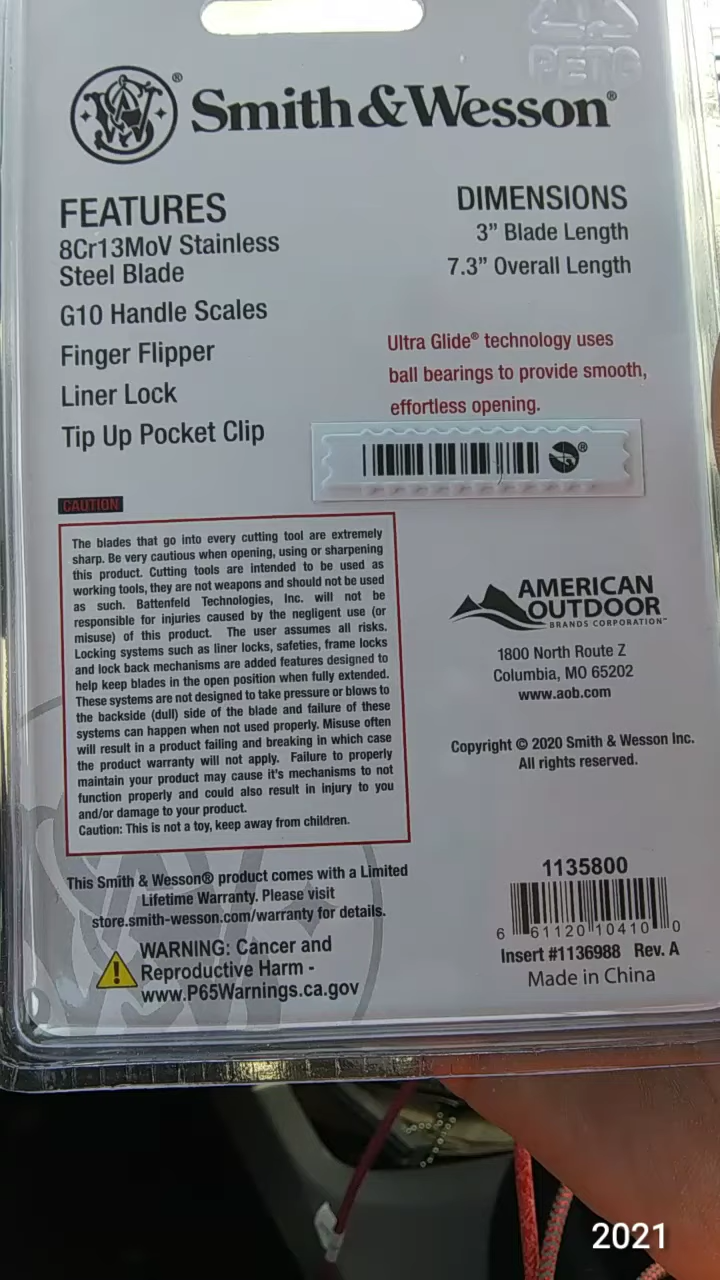 PETG
Smith & Wesson®
FEATURES
8Cr13MoV Stainless
Steel Blade
G10 Handle Scales
Finger Flipper
Liner Lock
Tip Up Pocket Clip
DIMENSIONS
3” Blade Length
7.3” Overall Length
Ultra Glide® technology uses
ball bearings to provide smooth,
effortless opening.
CAUTION
The blades that go into every cutting tool are extremely
sharp. Be very cautious when opening, using or sharpening
this product. Cutting tools are intended to be used as
working tools, they are not weapons and should not be used
as such. Battenfeld Technologies, Inc. will not be
responsible for injuries caused by the negligent use (or
misuse) of this product. The user assumes all risks.
Locking systems such as liner locks, safeties, frame locks
and lock back mechanisms are added features designed to
help keep blades in the open position when fully extended.
These systems are not designed to take pressure or blows to
the backside (dull) side of the blade and failure of these
systems can happen when not used properly. Misuse often
will result in a product failing and breaking in which case
the product warranty will not apply. Failure to properly
maintain your product may cause it's mechanisms to not
function properly and could also result in injury to you
and/or damage to your product.
Caution: This is not a toy, keep away from children.
AMERICAN
OUTDOOR
BRANDS CORPORATION™
1800 North Route Z
Columbia, MO 65202
www.aob.com
Copyright © 2020 Smith & Wesson Inc.
All rights reserved.
This Smith & Wesson® product comes with a Limited
Lifetime Warranty. Please visit
store.smith-wesson.com/warranty for details.
WARNING: Cancer and
Reproductive Harm -
www.P65Warnings.ca.gov
1135800
6 61120 10410 0
Insert #1136988 Rev. A
Made in China
2021